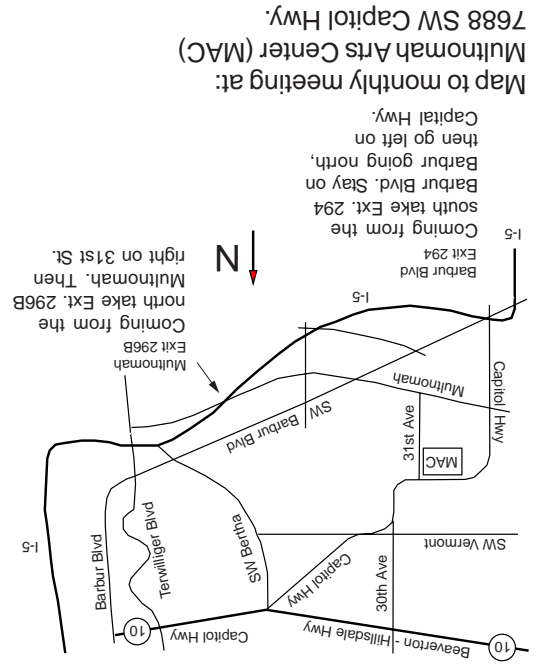 10
Beaverton - Hillsdale Hwy
Capitol Hwy
10
30th Ave
Capitol Hwy
SW Bertha
Terwilliger Blvd
Barbur Blvd
SW Vermont
I-5
MAC
31st Ave
Capitol Hwy
Multnomah
SW Barbur Blvd
I-5
I-5
Multnomah
Exit 296B
Coming from the
north take Ext. 296B
Multnomah. Then
right on 31st St.
N
Barbur Blvd
Exit 294
Coming from the
south take Ext. 294
Barbur Blvd. Stay on
Barbur going north,
then go left on
Capital Hwy.
Map to monthly meeting at:
Multnomah Arts Center (MAC)
7688 SW Capitol Hwy.